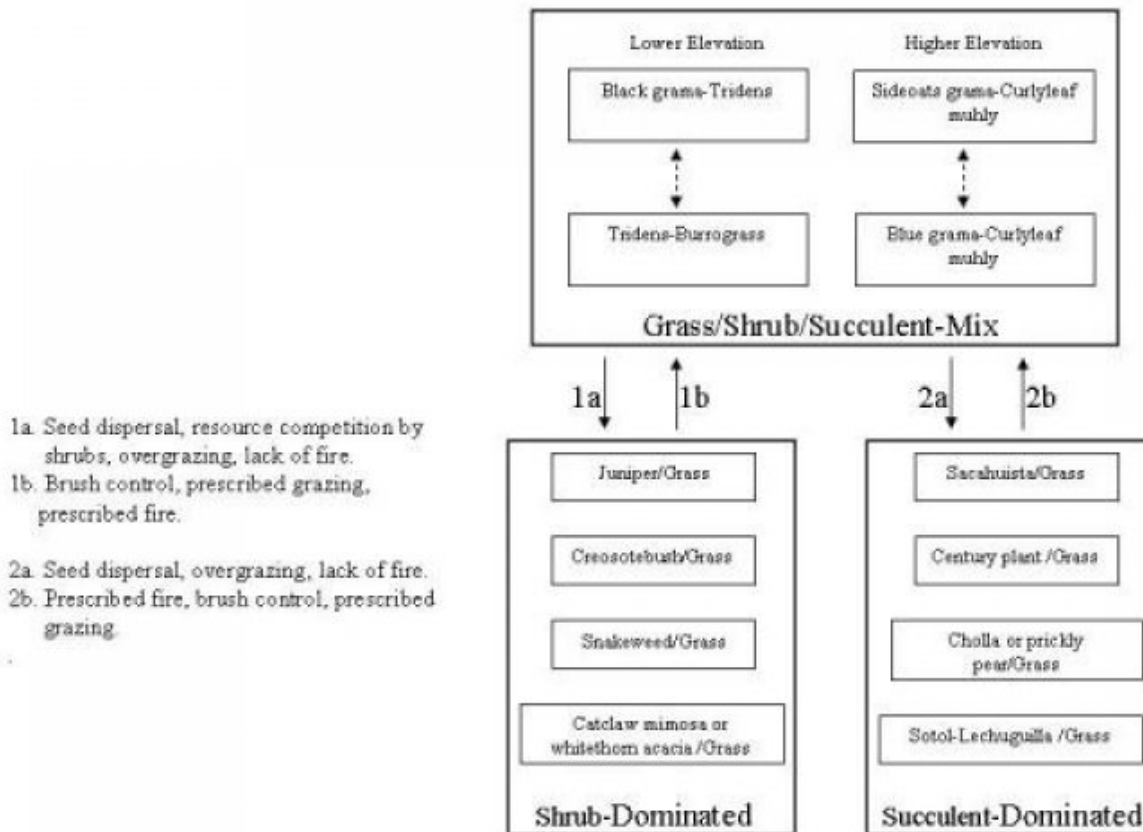 Lower Elevation
Higher Elevation
Black grama-Tridens
Sideoats grama-Curlyleaf
muhly
Tridens-Burrograss
Blue grama-Curlyleaf
muhly
Grass/Shrub/Succulent-Mix
1a
1b
2a
2b
1a. Seed dispersal, resource competition by
shrubs, overgrazing, lack of fire.
1b. Brush control, prescribed grazing,
prescribed fire.
2a. Seed dispersal, overgrazing, lack of fire.
2b. Prescribed fire, brush control, prescribed
grazing.
.
Juniper/Grass
Creosotebush/Grass
Snakeweed/Grass
Catclaw mimosa or
whitethorn acacia /Grass
Shrub-Dominated
Sacahuista/Grass
Century plant /Grass
Cholla or prickly
pear/Grass
Sotol-Lechuguilla /Grass
Succulent-Dominated